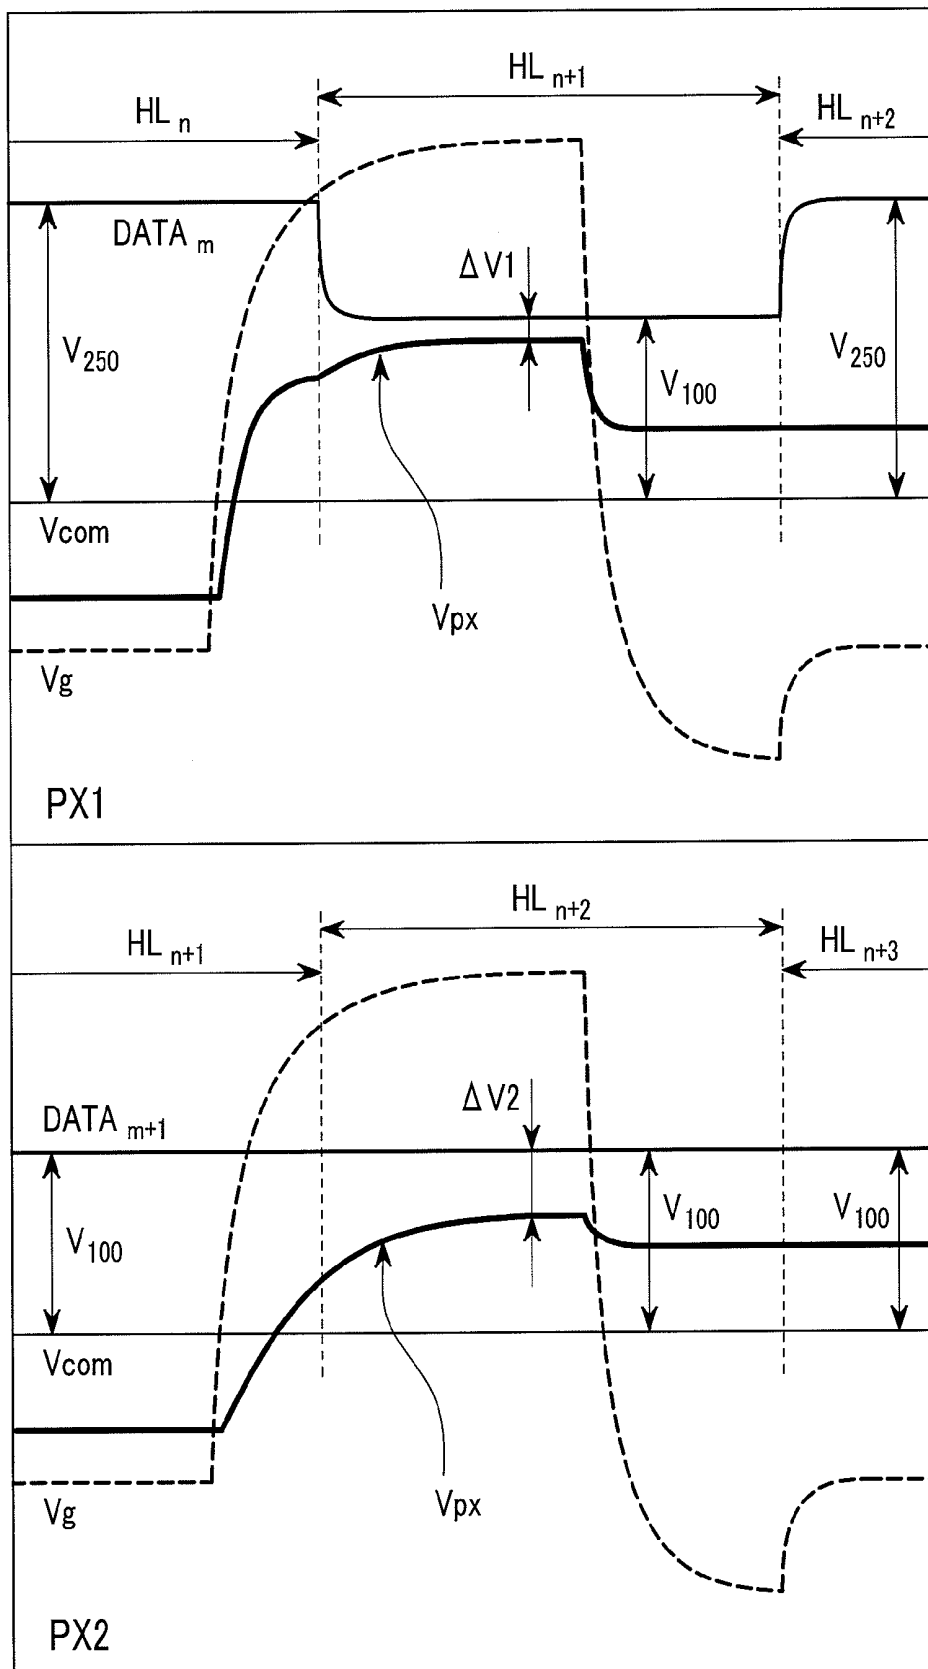 HL n+1
HL n
HL n+2
DATA m
ΔV1
V250
V100
V250
Vcom
Vpx
Vg
PX1
HL n+2
HL n+1
HL n+3
ΔV2
DATA m+1
V100
V100
V100
Vcom
Vpx
Vg
PX2